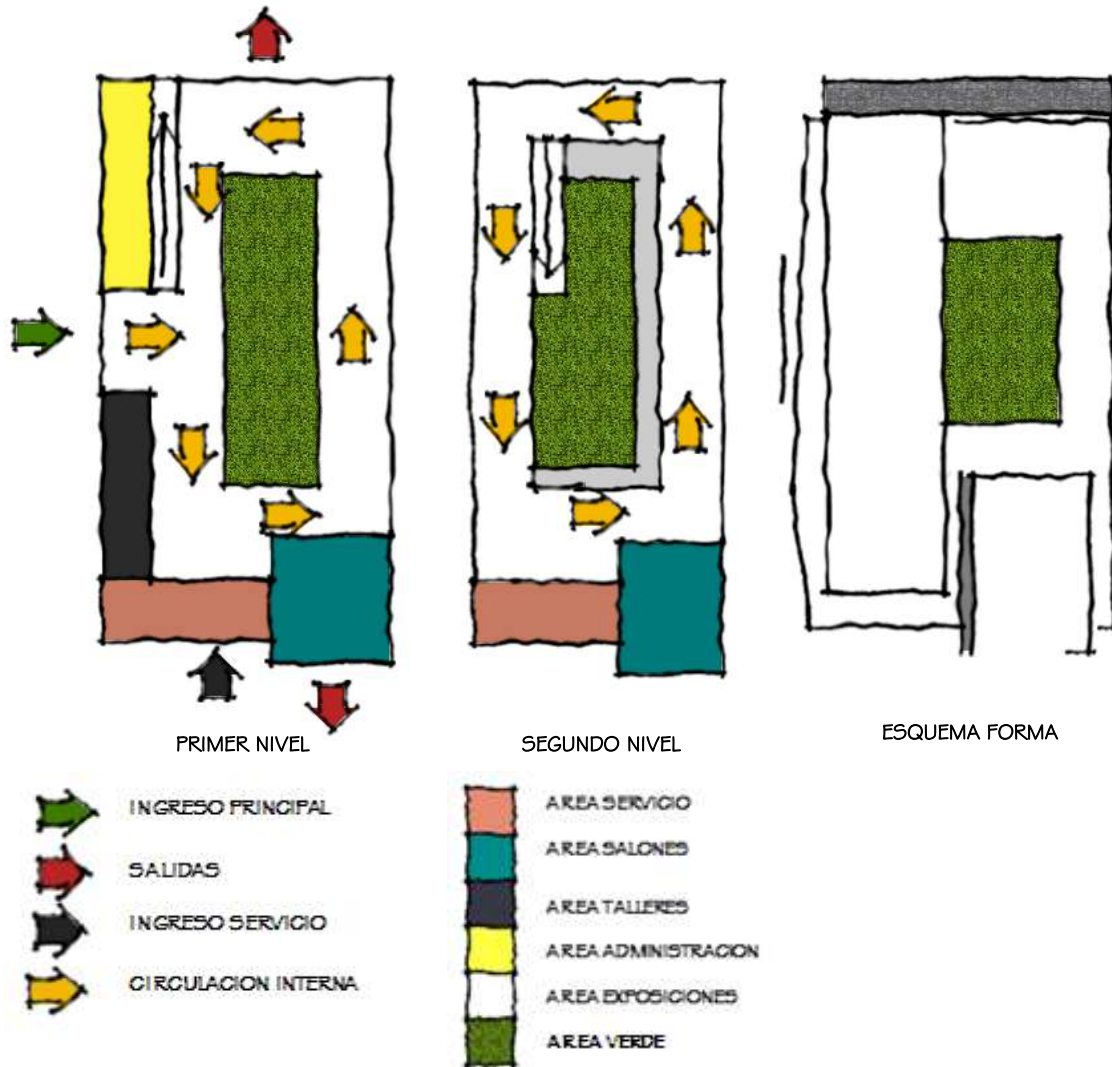 PRIMER NIVEL
SEGUNDO NIVEL
ESQUEMA FORMA
INGRESO PRINCIPAL
SALIDAS
INGRESO SERVICIO
CIRCULACION INTERNA
AREA SERVICIO
AREA SALONES
AREA TALLERES
AREA ADMINISTRACION
AREA EXPOSICIONES
AREA VERDE